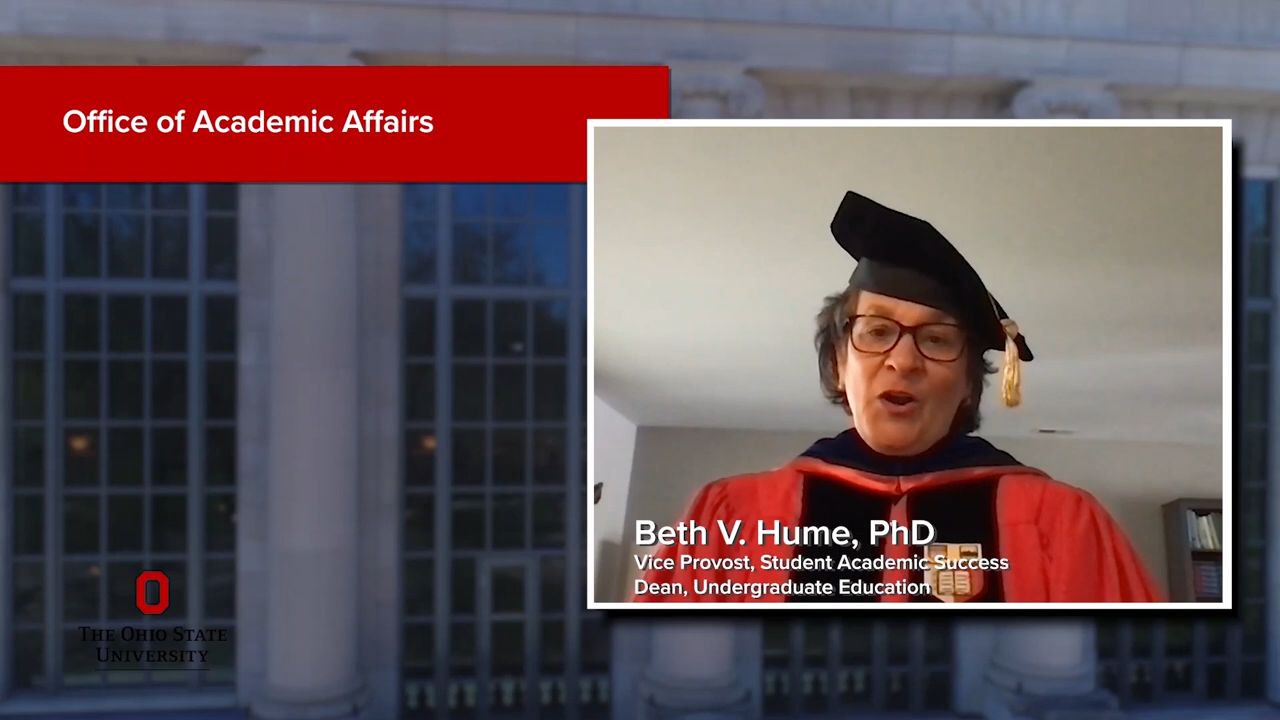 Office of Academic Affairs
Beth V. Hume, PhD
Vice Provost, Student Academic Success
Dean, Undergraduate Education
O
THE OHIO STATE
UNIVERSITY